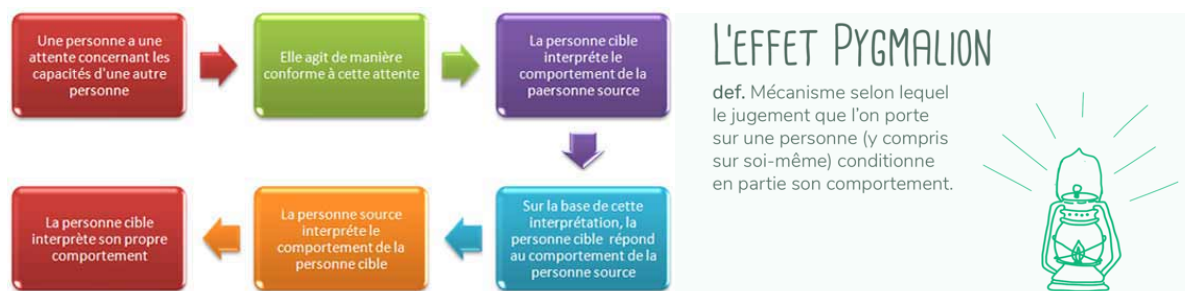 Une personne a une
attente concernant les
capacités d'une autre
personne
Elle agit de manière
conforme à cette attente
La personne cible
interpréte le
comportement de la
paersonne source
Sur la base de cette
interprétation, la
personne cible répond
au comportement de la
personne source
La personne source
interpréte le
comportement de la
personne cible
La personne cible
interprète son propre
comportement
L'EFFET PYGMALION
def. Mécanisme selon lequel
le jugement que l'on porte
sur une personne (y compris
sur soi-même) conditionne
en partie son comportement.